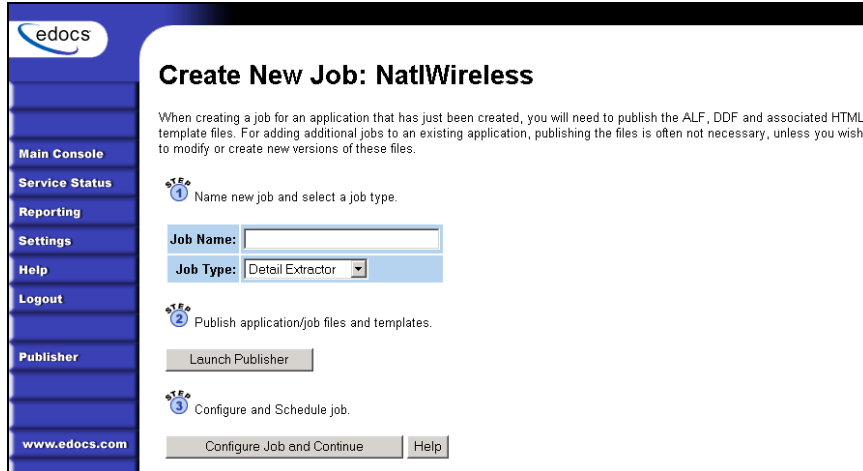 edocs
Create New Job: NatlWireless
When creating a job for an application that has just been created, you will need to publish the ALF, DDF and associated HTML
template files. For adding additional jobs to an existing application, publishing the files is often not necessary, unless you wish
to modify or create new versions of these files.
Main Console
Service Status
Reporting
Settings
Help
Logout
Publisher
www.edocs.com
STEP 1 Name new job and select a job type.
Job Name:
Job Type: Detail Extractor
STEP 2 Publish application/job files and templates.
Launch Publisher
STEP 3 Configure and Schedule job.
Configure Job and Continue Help